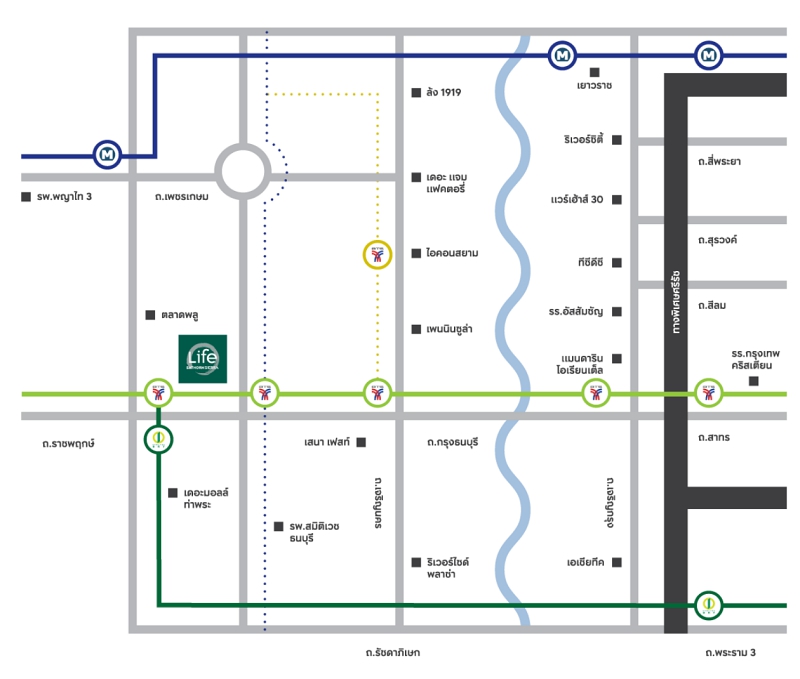 M
M
M
ล้ง 1919
เยาวราช
ริเวอร์ซิตี้
ถ.สี่พระยา
เดอะ แจม
แฟคตอรี่
รพ.พญาไท 3
ถ.เพชรเกษม
แวร์เฮ้าส์ 30
ถ.สุรวงค์
ไอคอนสยาม
ทีซีดีซี
ทางพิเศษศรีรัช
ถ.สีลม
ตลาดพลู
รร.อัสสัมชัญ
Life
เพนนินซูล่า
แมนดาริน
โอเรียนเต็ล
รร.กรุงเทพ
คริสเตียน
ถ.ราชพฤกษ์
เสนา เฟสท์
ถ.กรุงธนบุรี
ถ.สาทร
เดอะมอลล์
ท่าพระ
ถ.เจริญนคร
ถ.เจริญกรุง
รพ.สมิติเวช
ธนบุรี
ริเวอร์ไซด์
พลาซ่า
เอเชียทีค
ถ.รัชดาภิเษก
ถ.พระราม 3